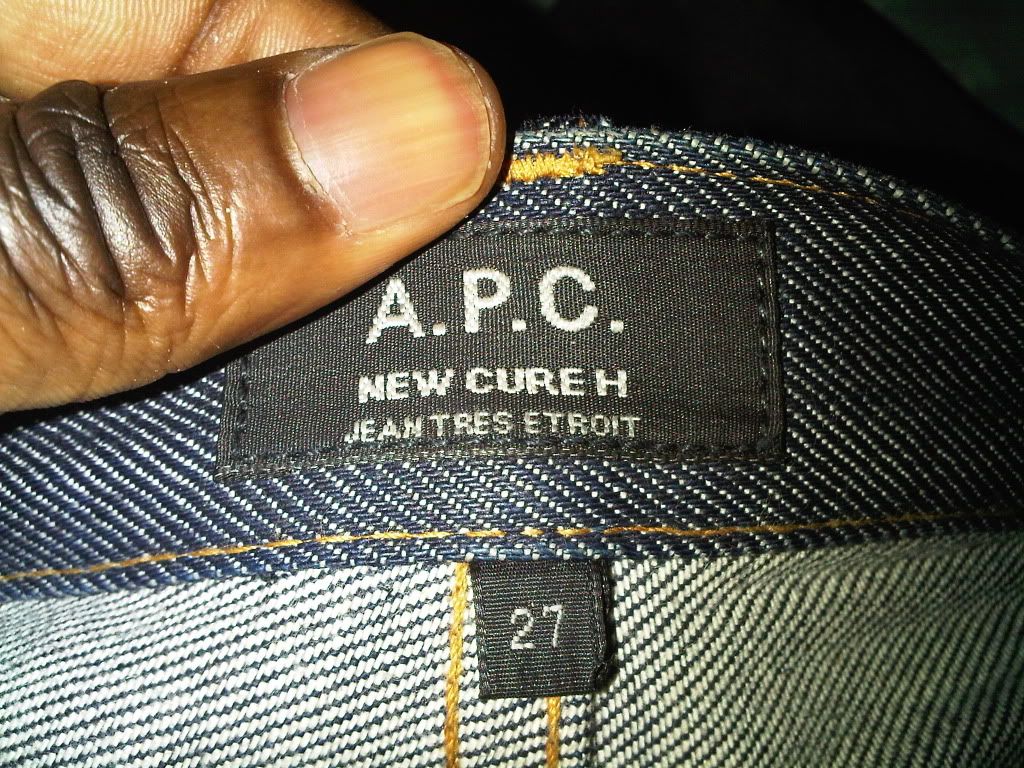 A.P.C.
NEW CURE H
JEAN TRES ETROIT
27